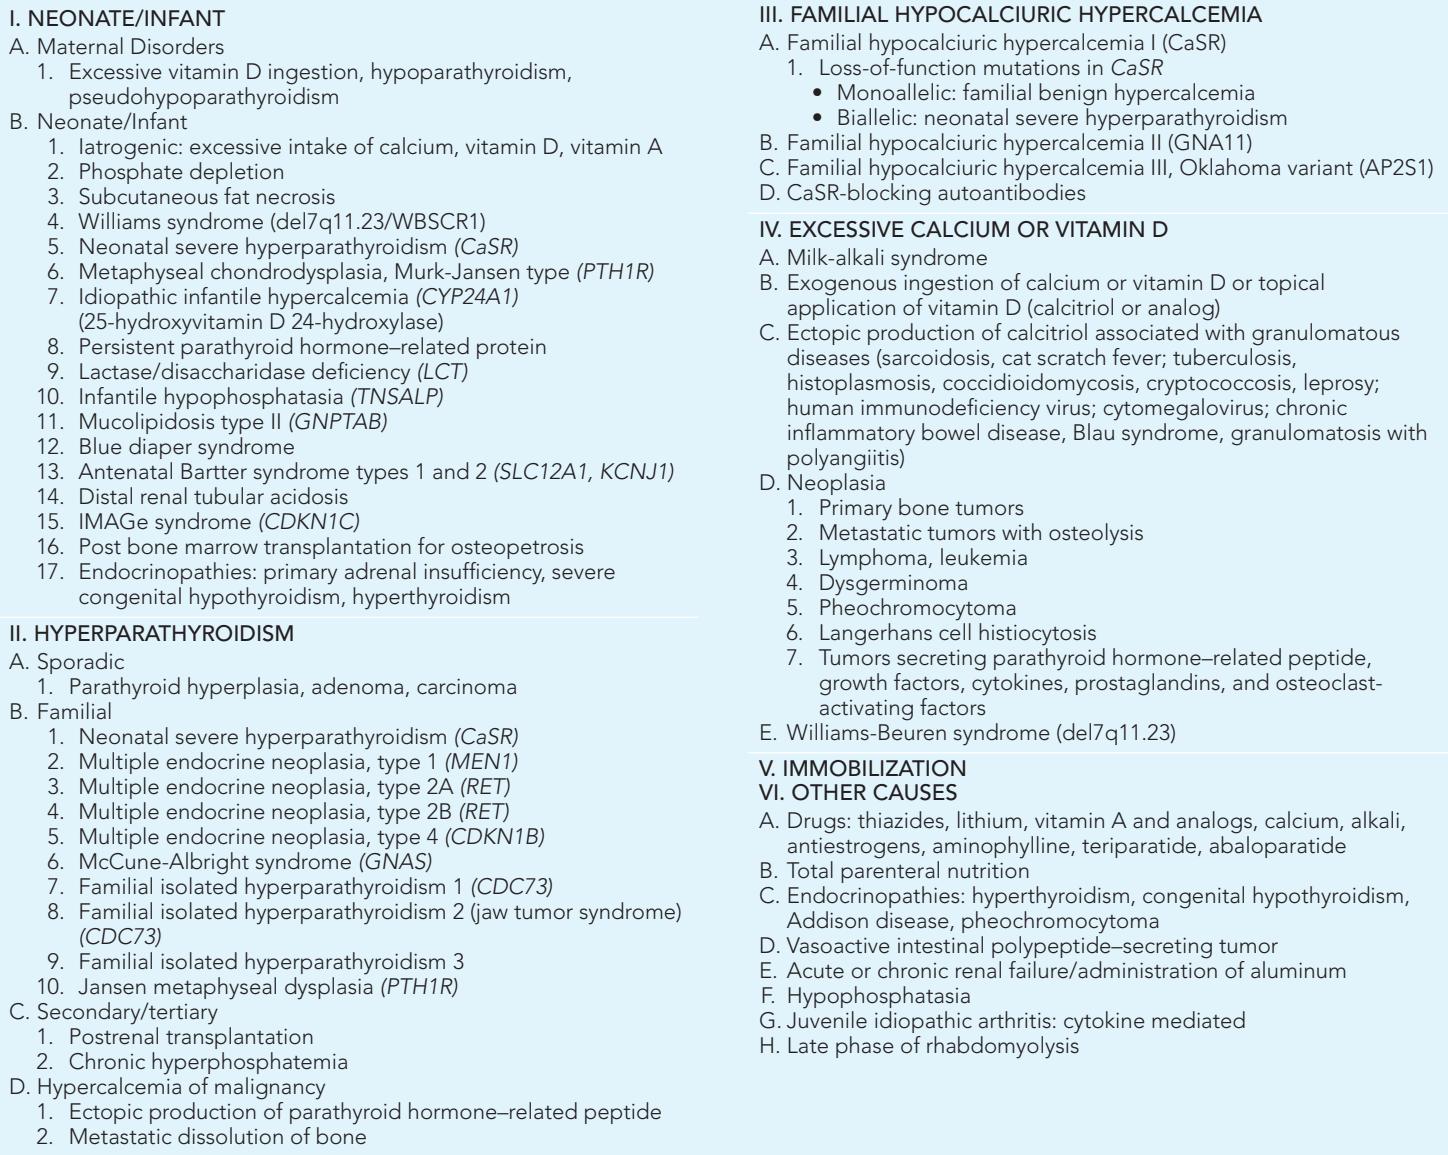 I. NEONATE/INFANT
A. Maternal Disorders
1. Excessive vitamin D ingestion, hypoparathyroidism,
pseudohypoparathyroidism
B. Neonate/Infant
1. Iatrogenic: excessive intake of calcium, vitamin D, vitamin A
2. Phosphate depletion
3. Subcutaneous fat necrosis
4. Williams syndrome (del7q11.23/WBSCR1)
5. Neonatal severe hyperparathyroidism (CaSR)
6. Metaphyseal chondrodysplasia, Murk-Jansen type (PTH1R)
7. Idiopathic infantile hypercalcemia (CYP24A1)
(25-hydroxyvitamin D 24-hydroxylase)
8. Persistent parathyroid hormone–related protein
9. Lactase/disaccharidase deficiency (LCT)
10. Infantile hypophosphatasia (TNSALP)
11. Mucolipidosis type II (GNPTAB)
12. Blue diaper syndrome
13. Antenatal Bartter syndrome types 1 and 2 (SLC12A1, KCNJ1)
14. Distal renal tubular acidosis
15. IMAGe syndrome (CDKN1C)
16. Post bone marrow transplantation for osteopetrosis
17. Endocrinopathies: primary adrenal insufficiency, severe
congenital hypothyroidism, hyperthyroidism
II. HYPERPARATHYROIDISM
A. Sporadic
1. Parathyroid hyperplasia, adenoma, carcinoma
B. Familial
1. Neonatal severe hyperparathyroidism (CaSR)
2. Multiple endocrine neoplasia, type 1 (MEN1)
3. Multiple endocrine neoplasia, type 2A (RET)
4. Multiple endocrine neoplasia, type 2B (RET)
5. Multiple endocrine neoplasia, type 4 (CDKN1B)
6. McCune-Albright syndrome (GNAS)
7. Familial isolated hyperparathyroidism 1 (CDC73)
8. Familial isolated hyperparathyroidism 2 (jaw tumor syndrome)
(CDC73)
9. Familial isolated hyperparathyroidism 3
10. Jansen metaphyseal dysplasia (PTH1R)
C. Secondary/tertiary
1. Postrenal transplantation
2. Chronic hyperphosphatemia
D. Hypercalcemia of malignancy
1. Ectopic production of parathyroid hormone–related peptide
2. Metastatic dissolution of bone
III. FAMILIAL HYPOCALCIURIC HYPERCALCEMIA
A. Familial hypocalciuric hypercalcemia I (CaSR)
1. Loss-of-function mutations in CaSR
• Monoallelic: familial benign hypercalcemia
• Biallelic: neonatal severe hyperparathyroidism
B. Familial hypocalciuric hypercalcemia II (GNA11)
C. Familial hypocalciuric hypercalcemia III, Oklahoma variant (AP2S1)
D. CaSR-blocking autoantibodies
IV. EXCESSIVE CALCIUM OR VITAMIN D
A. Milk-alkali syndrome
B. Exogenous ingestion of calcium or vitamin D or topical
application of vitamin D (calcitriol or analog)
C. Ectopic production of calcitriol associated with granulomatous
diseases (sarcoidosis, cat scratch fever; tuberculosis,
histoplasmosis, coccidioidomycosis, cryptococcosis, leprosy;
human immunodeficiency virus; cytomegalovirus; chronic
inflammatory bowel disease, Blau syndrome, granulomatosis with
polyangiitis)
D. Neoplasia
1. Primary bone tumors
2. Metastatic tumors with osteolysis
3. Lymphoma, leukemia
4. Dysgerminoma
5. Pheochromocytoma
6. Langerhans cell histiocytosis
7. Tumors secreting parathyroid hormone–related peptide,
growth factors, cytokines, prostaglandins, and osteoclast-
activating factors
E. Williams-Beuren syndrome (del7q11.23)
V. IMMOBILIZATION
VI. OTHER CAUSES
A. Drugs: thiazides, lithium, vitamin A and analogs, calcium, alkali,
antiestrogens, aminophylline, teriparatide, abaloparatide
B. Total parenteral nutrition
C. Endocrinopathies: hyperthyroidism, congenital hypothyroidism,
Addison disease, pheochromocytoma
D. Vasoactive intestinal polypeptide–secreting tumor
E. Acute or chronic renal failure/administration of aluminum
F. Hypophosphatasia
G. Juvenile idiopathic arthritis: cytokine mediated
H. Late phase of rhabdomyolysis